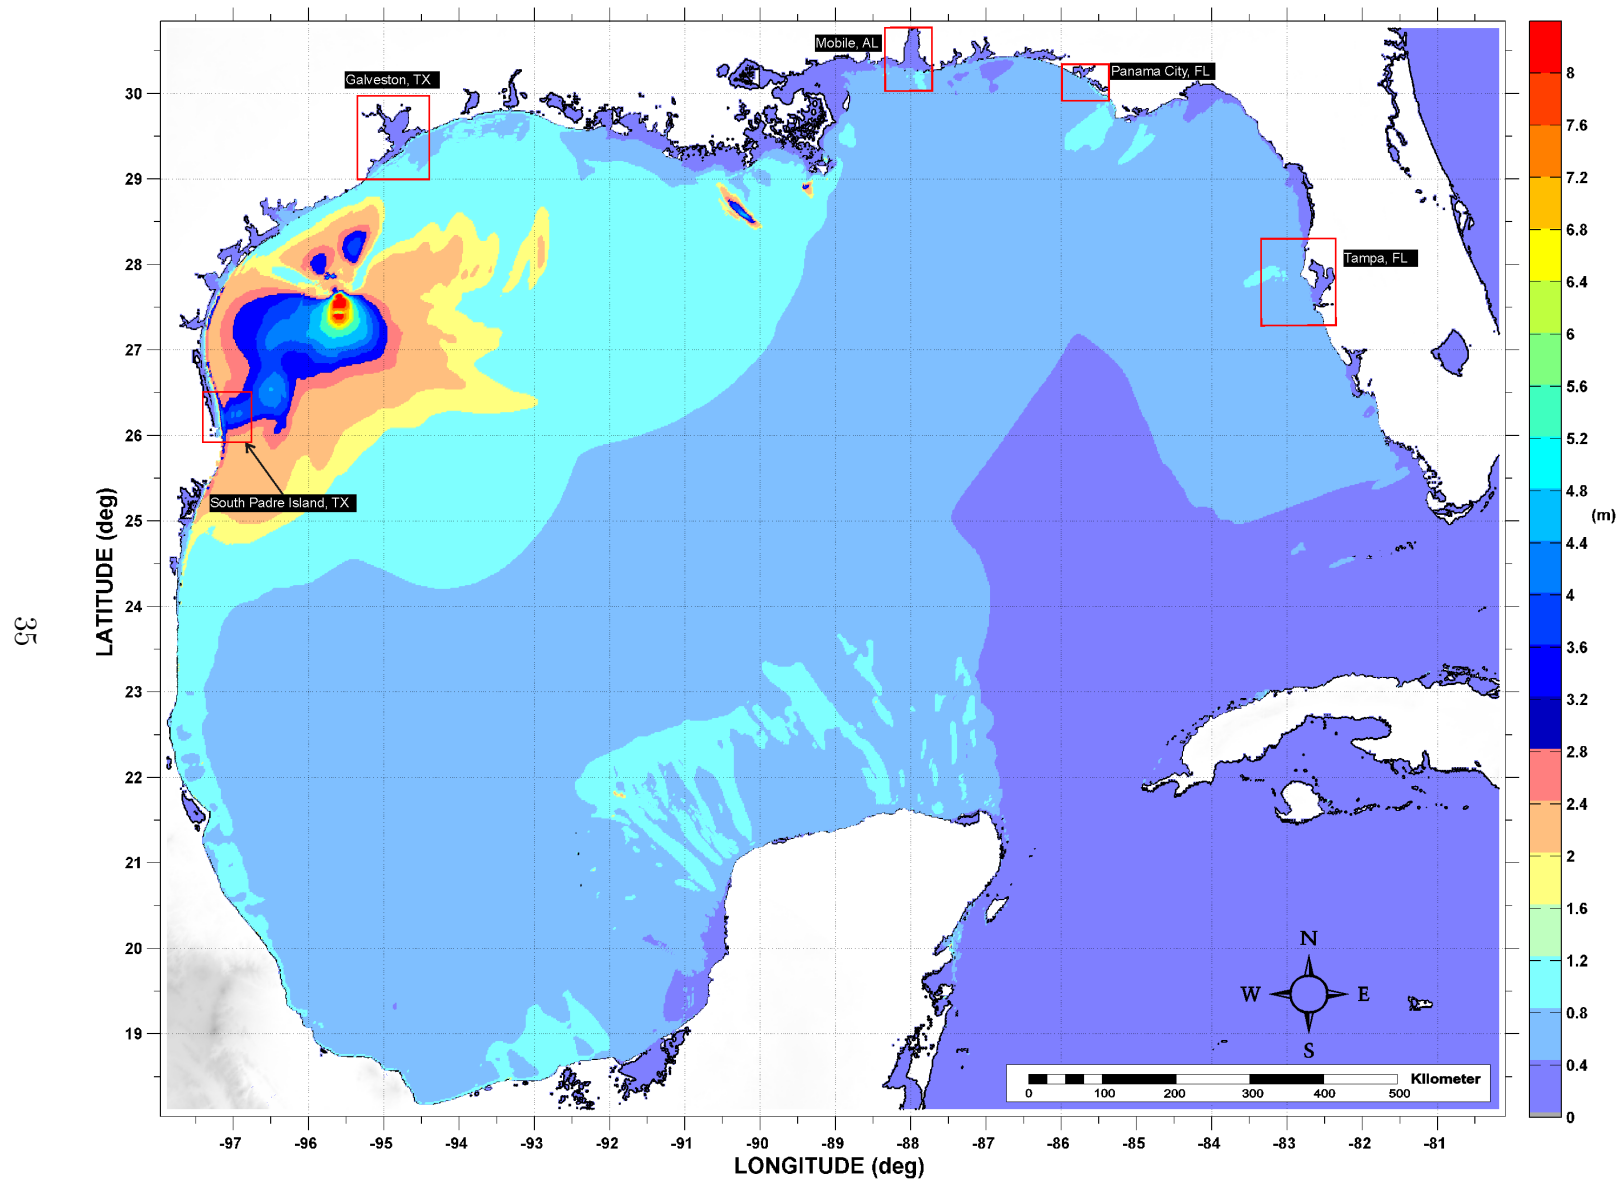 Mobile, AL
Panama City, FL
Galveston, TX
Tampa, FL
South Padre Island, TX
30
29
28
27
26
25
24
23
22
21
20
19
LATITUDE (deg)
-97 -96 -95 -94 -93 -92 -91 -90 -89 -88 -87 -86 -85 -84 -83 -82 -81
LONGITUDE (deg)
8
7.6
7.2
6.8
6.4
6
5.6
5.2
4.8
4.4
4
3.6
3.2
2.8
2.4
2
1.6
1.2
0.8
0.4
0
(m)
N
W E
S
Kilometer
0 100 200 300 400 500
35